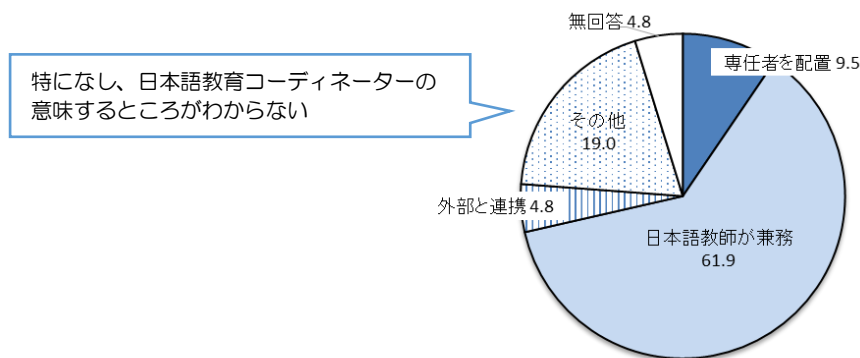 無回答 4.8
専任者を配置 9.5
特になし、日本語教育コーディネーターの
意味するところがわからない
その他
19.0
外部と連携 4.8
日本語教師が兼務
61.9